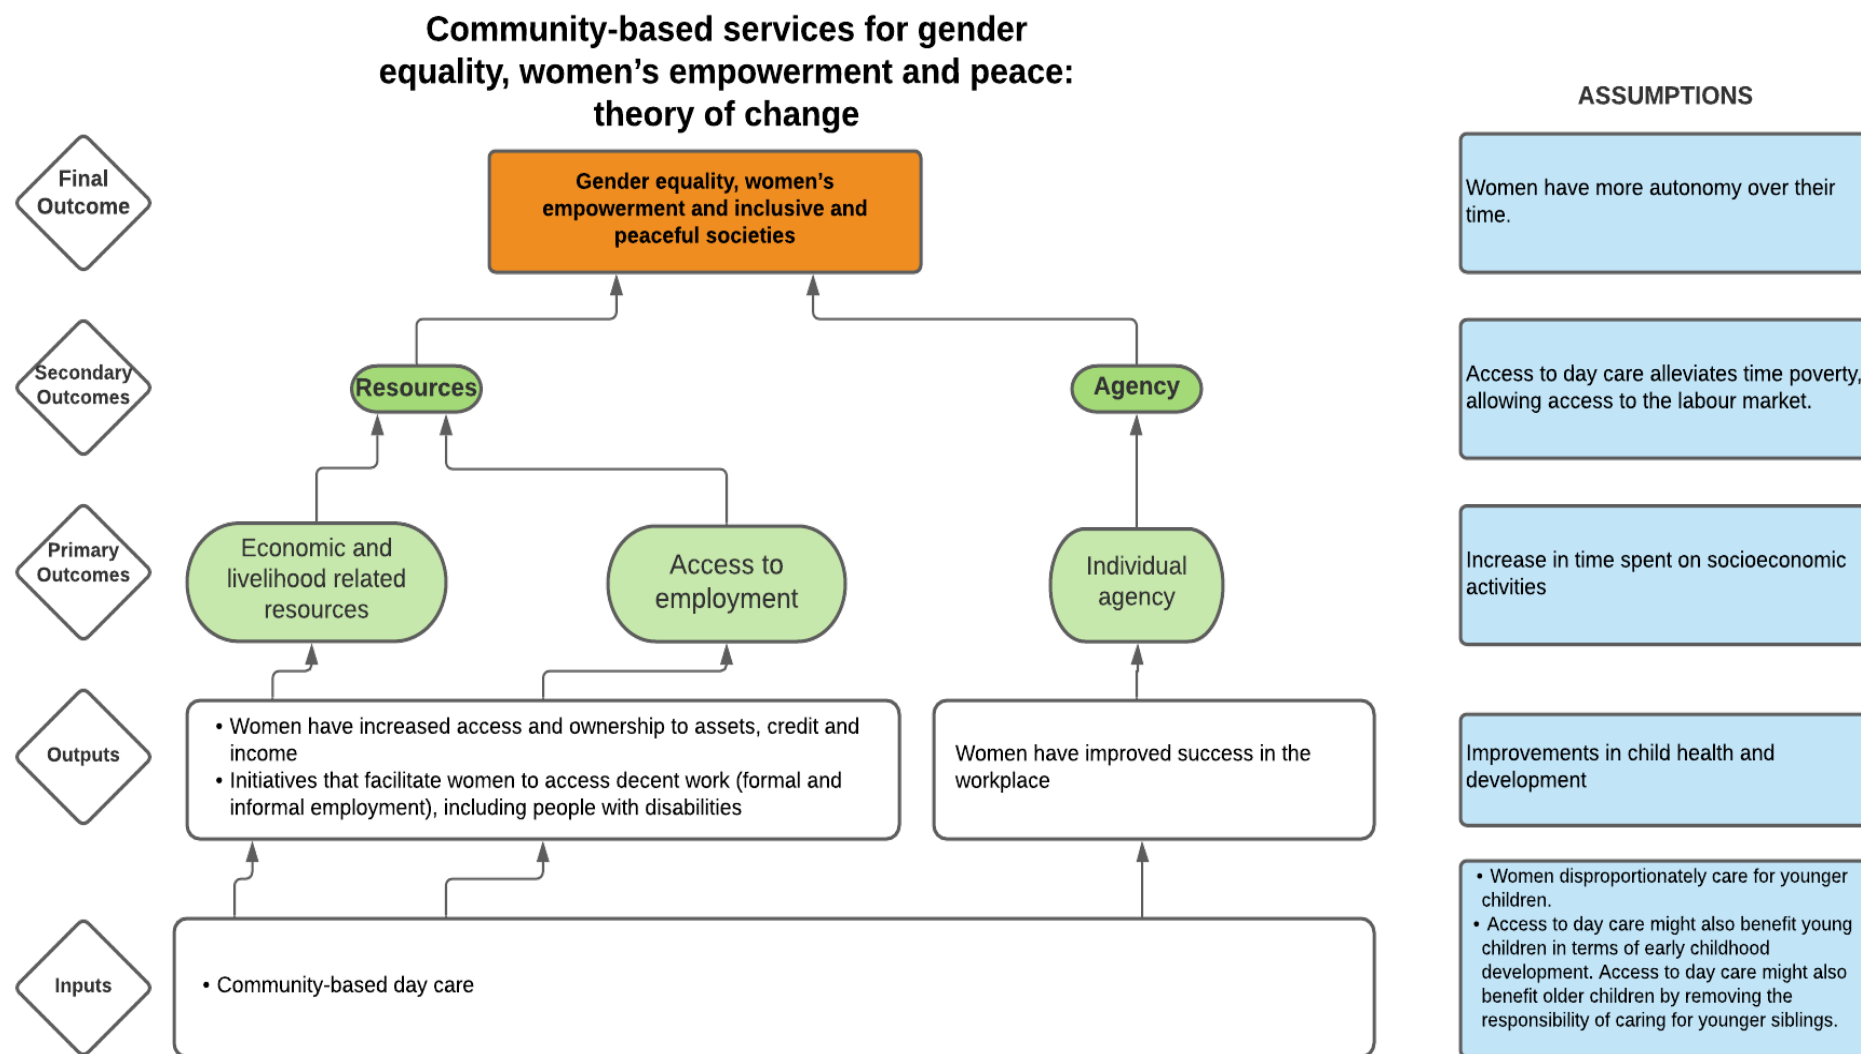 Community-based services for gender
equality, women’s empowerment and peace:
theory of change
ASSUMPTIONS
Final
Outcome
Gender equality, women’s
empowerment and inclusive and
peaceful societies
Women have more autonomy over their
time.
Secondary
Outcomes
Resources
Agency
Access to day care alleviates time poverty,
allowing access to the labour market.
Primary
Outcomes
Economic and
livelihood related
resources
Access to
employment
Individual
agency
Increase in time spent on socioeconomic
activities
Outputs
• Women have increased access and ownership to assets, credit and
income
• Initiatives that facilitate women to access decent work (formal and
informal employment), including people with disabilities
Women have improved success in the
workplace
Improvements in child health and
development
Inputs
• Community-based day care
• Women disproportionately care for younger
children.
• Access to day care might also benefit young
children in terms of early childhood
development. Access to day care might also
benefit older children by removing the
responsibility of caring for younger siblings.